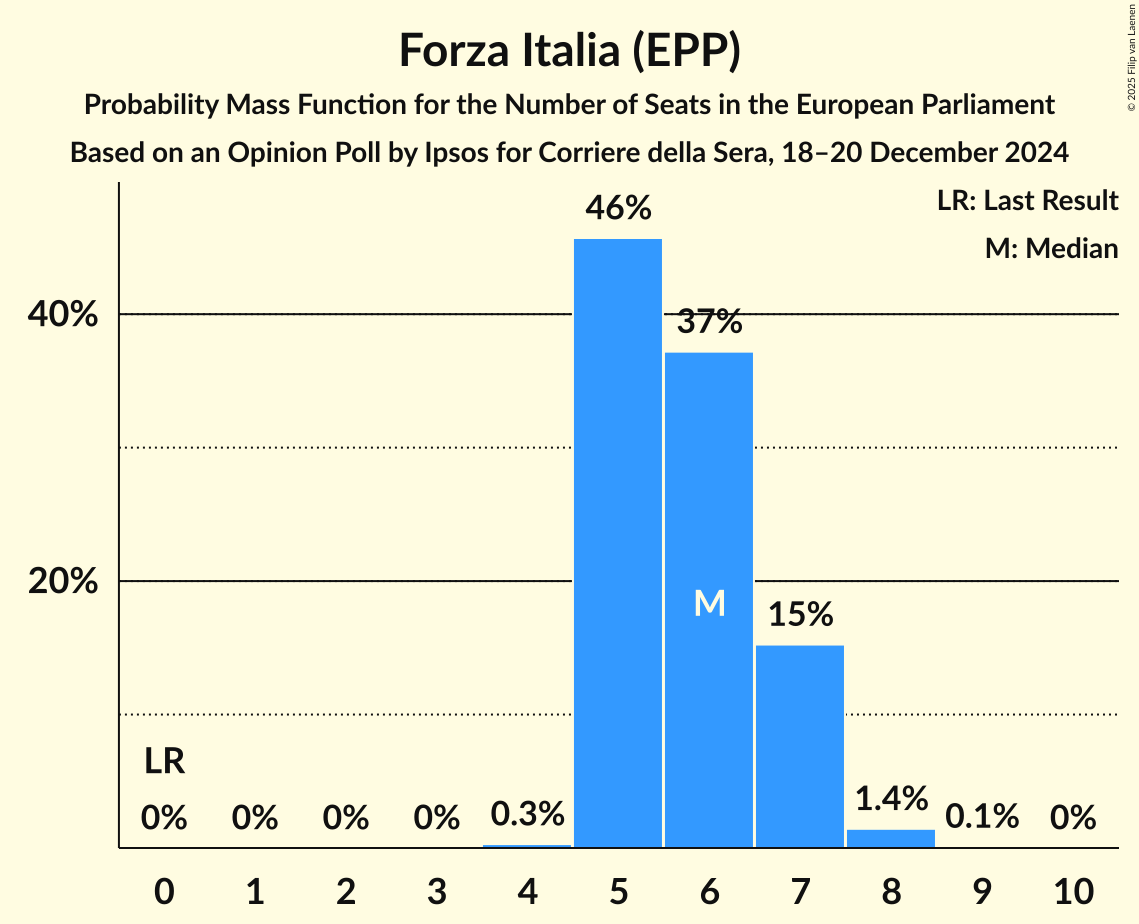 Forza Italia (EPP)
Probability Mass Function for the Number of Seats in the European Parliament
Based on an Opinion Poll by Ipsos for Corriere della Sera, 18–20 December 2024
© 2025 Filip van Laenen
LR: Last Result
M: Median
46%
40%
37%
20%
M
15%
LR
0% 0% 0% 0% 0.3% 1.4% 0.1% 0%
0 1 2 3 4 5 6 7 8 9 10